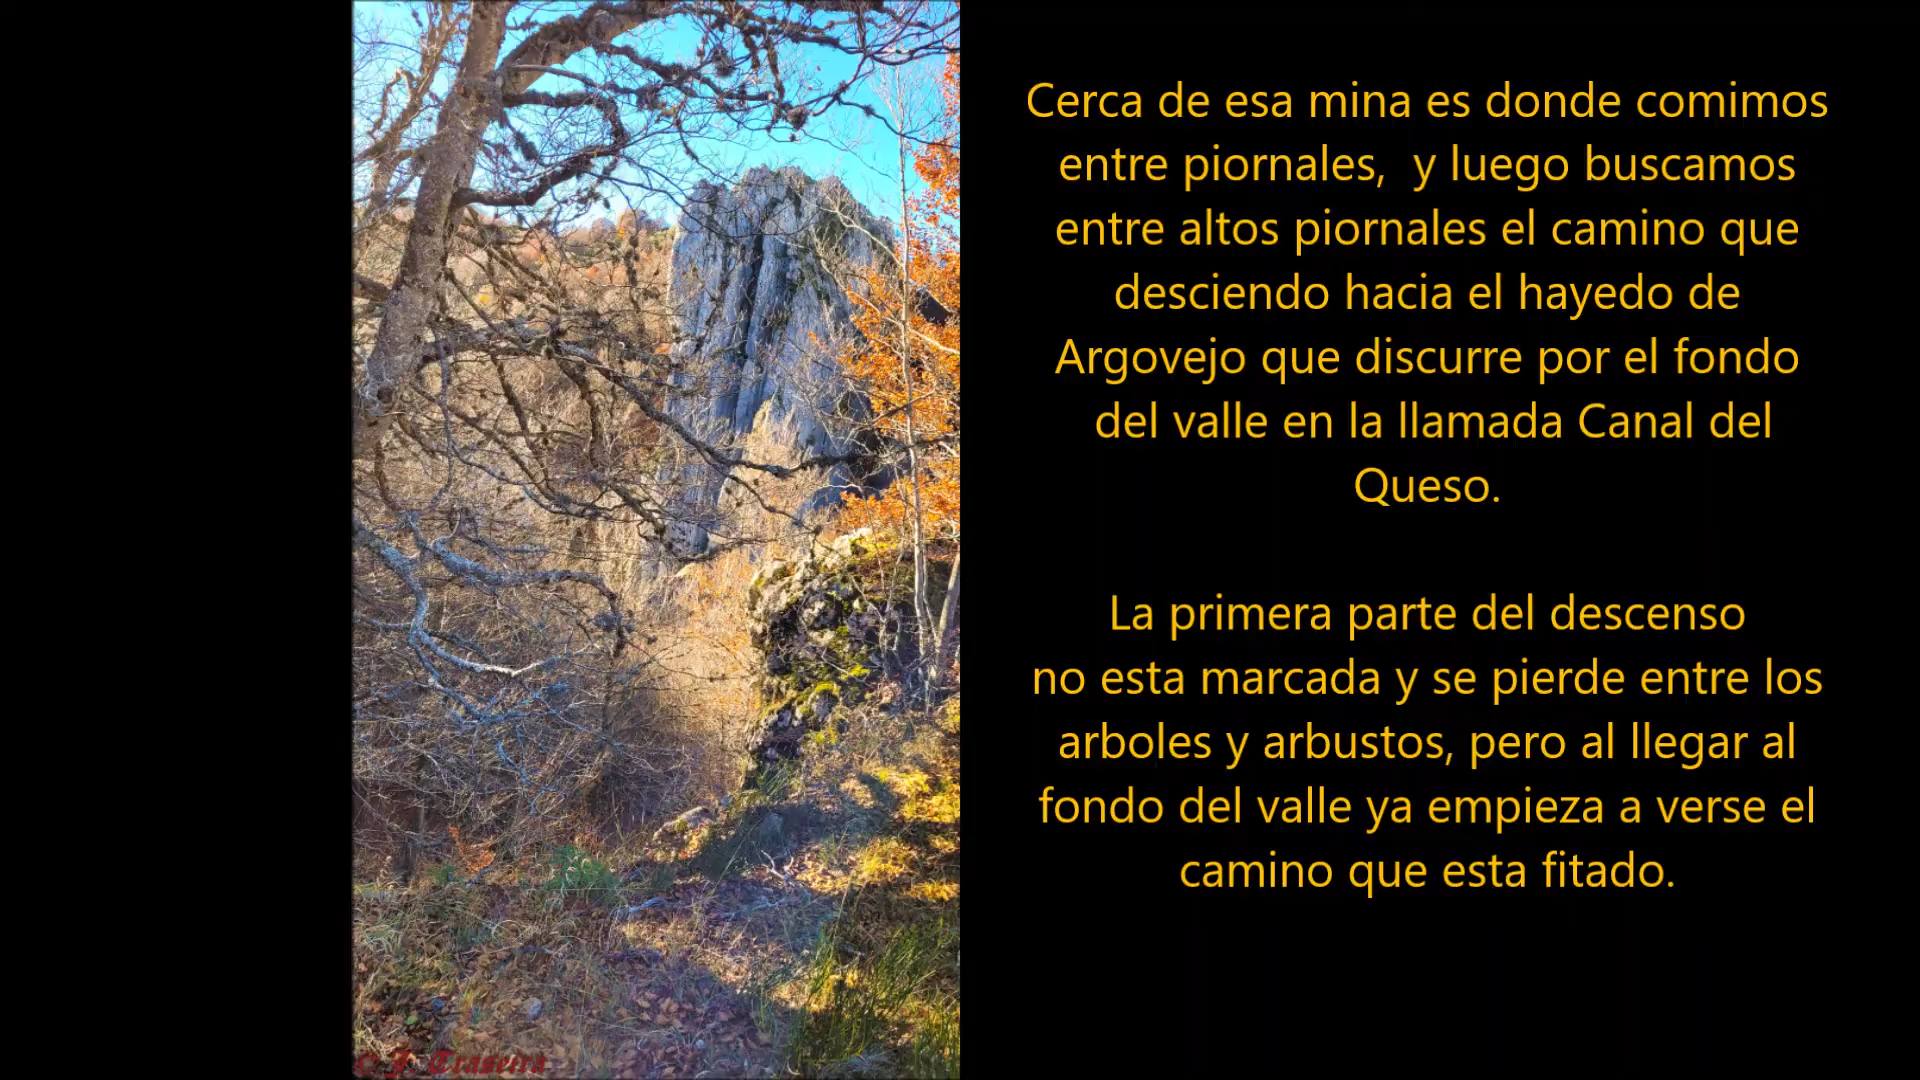 Cerca de esa mina es donde comimos
entre piornales,  y luego buscamos
entre altos piornales el camino que
desciendo hacia el hayedo de
Argovejo que discurre por el fondo
del valle en la llamada Canal del
Queso.
La primera parte del descenso
no esta marcada y se pierde entre los
arboles y arbustos, pero al llegar al
fondo del valle ya empieza a verse el
camino que esta fitado.
© J. Traseira